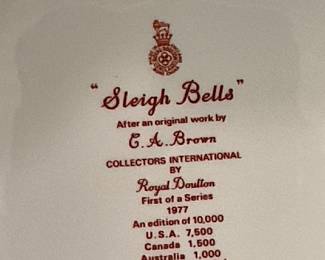 "Sleigh Bells"
After an original work by
C. A. Brown
COLLECTORS INTERNATIONAL
BY
Royal Doulton
First of a Series
1977
An edition of 10,000
U.S.A. 7,500
Canada 1,500
Australia 1,000